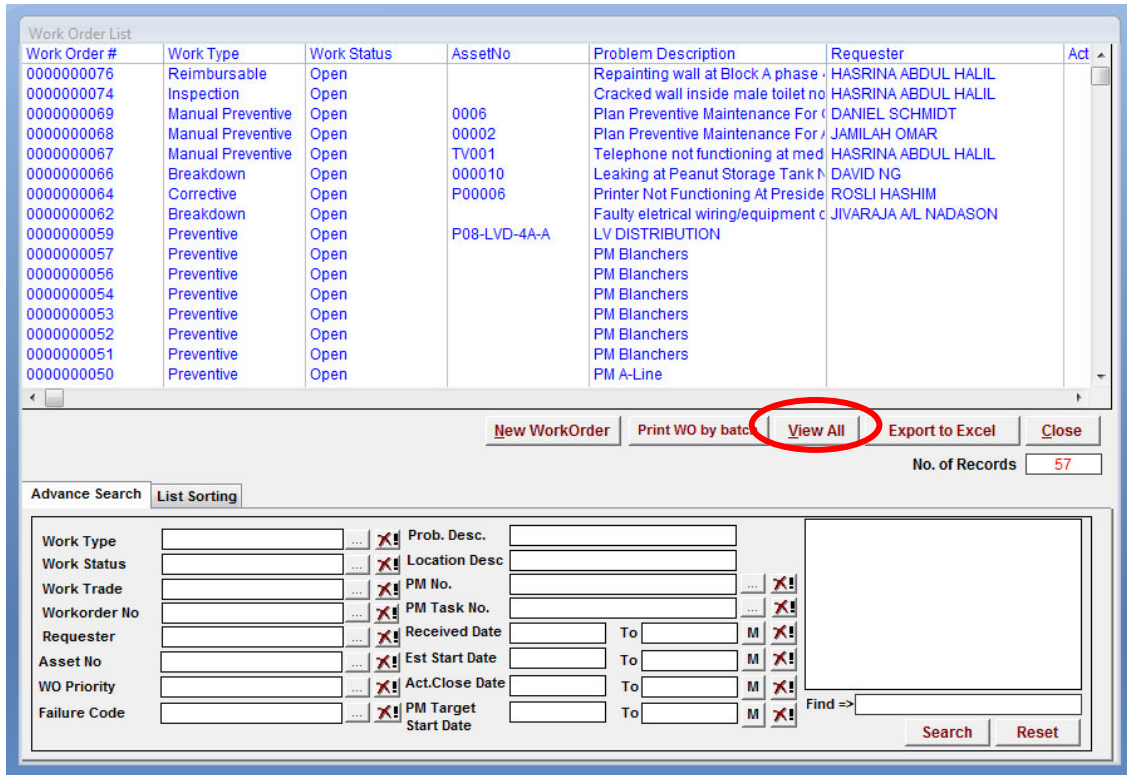 Work Order List
Work Order # Work Type Work Status AssetNo Problem Description Requester Act
0000000076 Reimbursable Open Repainting wall at Block A phase HASRINA ABDUL HALIL
0000000074 Inspection Open Cracked wall inside male toilet no HASRINA ABDUL HALIL
0000000069 Manual Preventive Open 0006 Plan Preventive Maintenance For DANIEL SCHMIDT
0000000068 Manual Preventive Open 00002 Plan Preventive Maintenance For JAMILAH OMAR
0000000067 Manual Preventive Open TV001 Telephone not functioning at med HASRINA ABDUL HALIL
0000000066 Breakdown Open 000010 Leaking at Peanut Storage Tank DAVID NG
0000000064 Corrective Open P00006 Printer Not Functioning At Preside ROSLI HASHIM
0000000062 Breakdown Open Faulty eletrical wiring/equipment JIVARAJA A/L NADASON
0000000059 Preventive Open P08-LVD-4A-A LV DISTRIBUTION
0000000057 Preventive Open PM Blanchers
0000000056 Preventive Open PM Blanchers
0000000054 Preventive Open PM Blanchers
0000000053 Preventive Open PM Blanchers
0000000052 Preventive Open PM Blanchers
0000000051 Preventive Open PM Blanchers
0000000050 Preventive Open PM A-Line
New WorkOrder Print WO by batch View All Export to Excel Close
No. of Records 57
Advance Search List Sorting
Work Type ... Prob. Desc.
Work Status ... Location Desc
Work Trade ... PM No. ...
Workorder No ... PM Task No. ...
Requester ... Received Date To M
Asset No ... Est Start Date To M
WO Priority ... Act.Close Date To M
Failure Code ... PM Target Start Date To M
Find =>
Search Reset